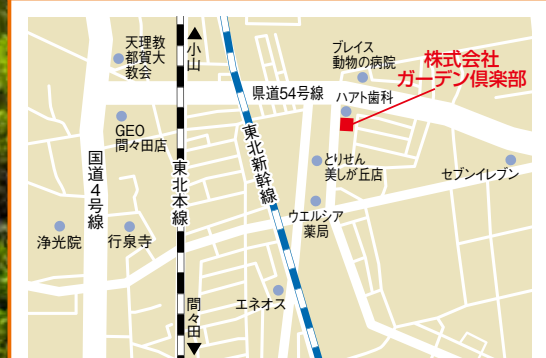 天理教
都賀大
教会
▲
小山
ブレイス
動物の病院
株式会社
ガーデン倶楽部
県道54号線
ハアト歯科
GEO
間々田店
国道4号線
東北本線
東北新幹線
とりせん
美しが丘店
セブンイレブン
ウエルシア
薬局
浄光院
行泉寺
エネオス
間々田
▼